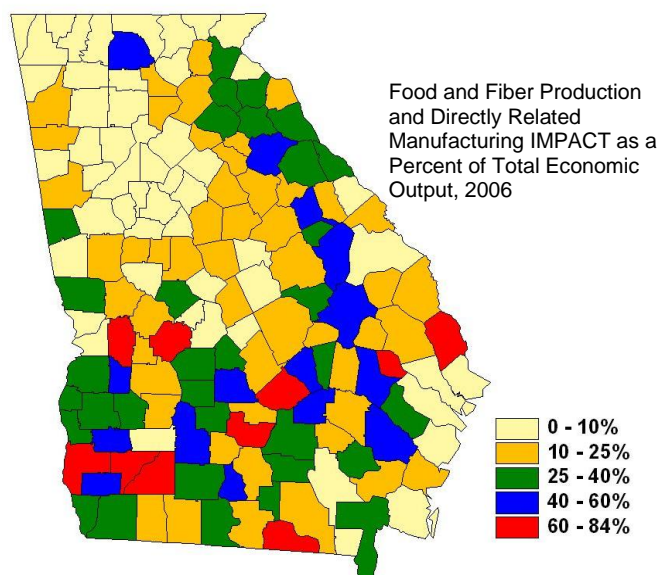 Food and Fiber Production
and Directly Related
Manufacturing IMPACT as a
Percent of Total Economic
Output, 2006
0 - 10%
10 - 25%
25 - 40%
40 - 60%
60 - 84%